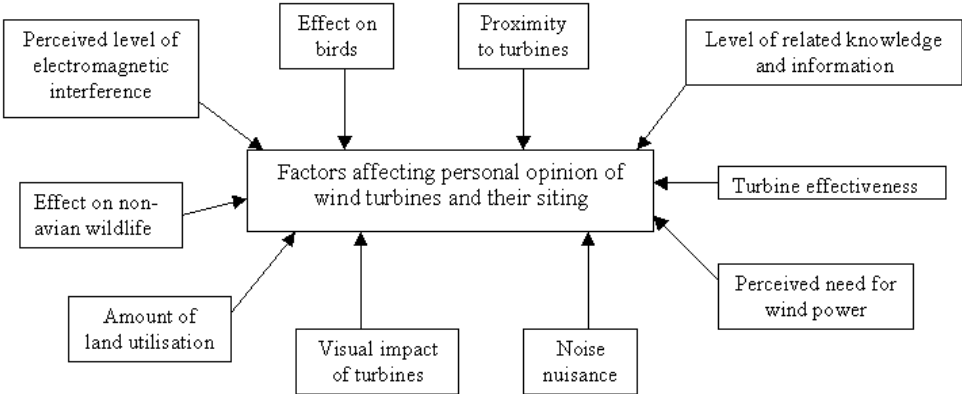 Perceived level of
electromagnetic
interference
Effect on
birds
Proximity
to turbines
Level of related knowledge
and information
Factors affecting personal opinion of
wind turbines and their siting
Turbine effectiveness
Effect on non-
avian wildlife
Perceived need for
wind power
Amount of
land utilisation
Visual impact
of turbines
Noise
nuisance